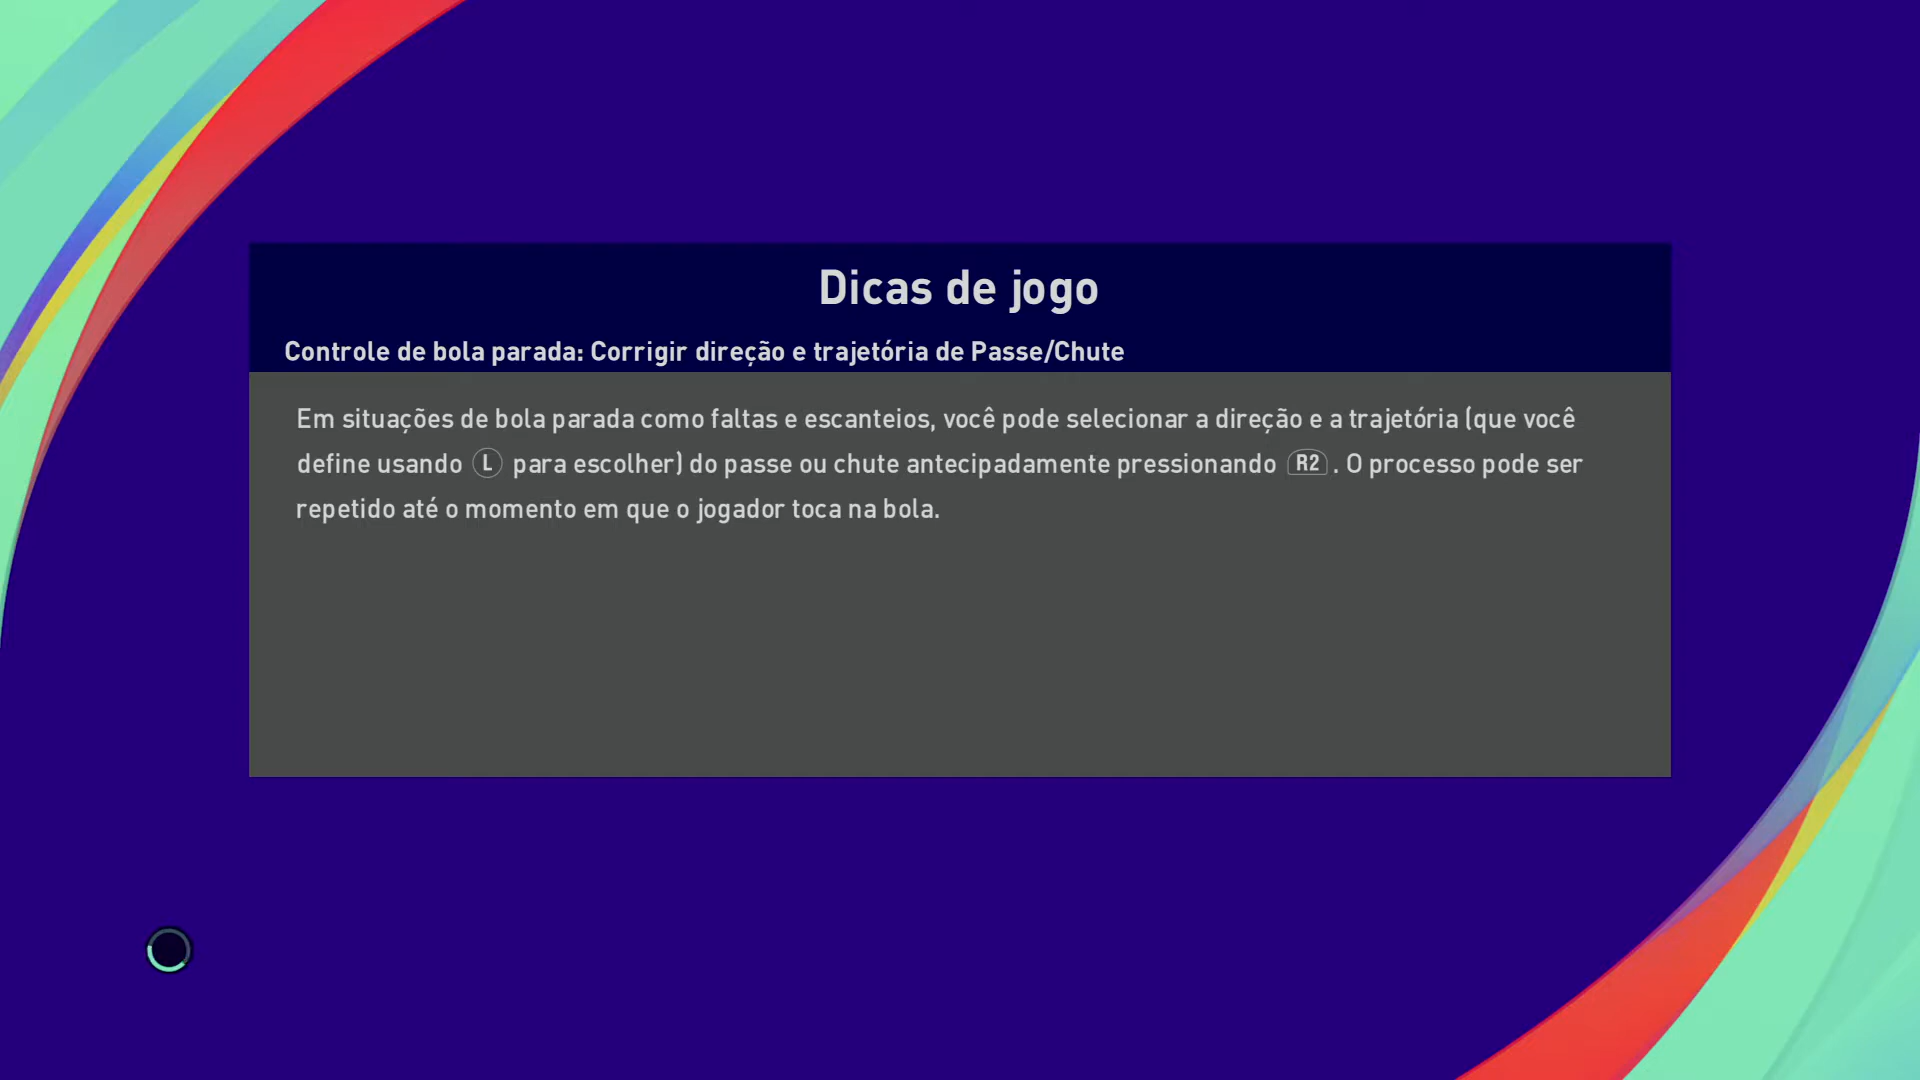 Dicas de jogo
Controle de bola parada: Corrigir direção e trajetória de Passe/Chute
Em situações de bola parada como faltas e escanteios, você pode selecionar a direção e a trajetória (que você
define usando L para escolher) do passe ou chute antecipadamente pressionando R2. O processo pode ser
repetido até o momento em que o jogador toca na bola.